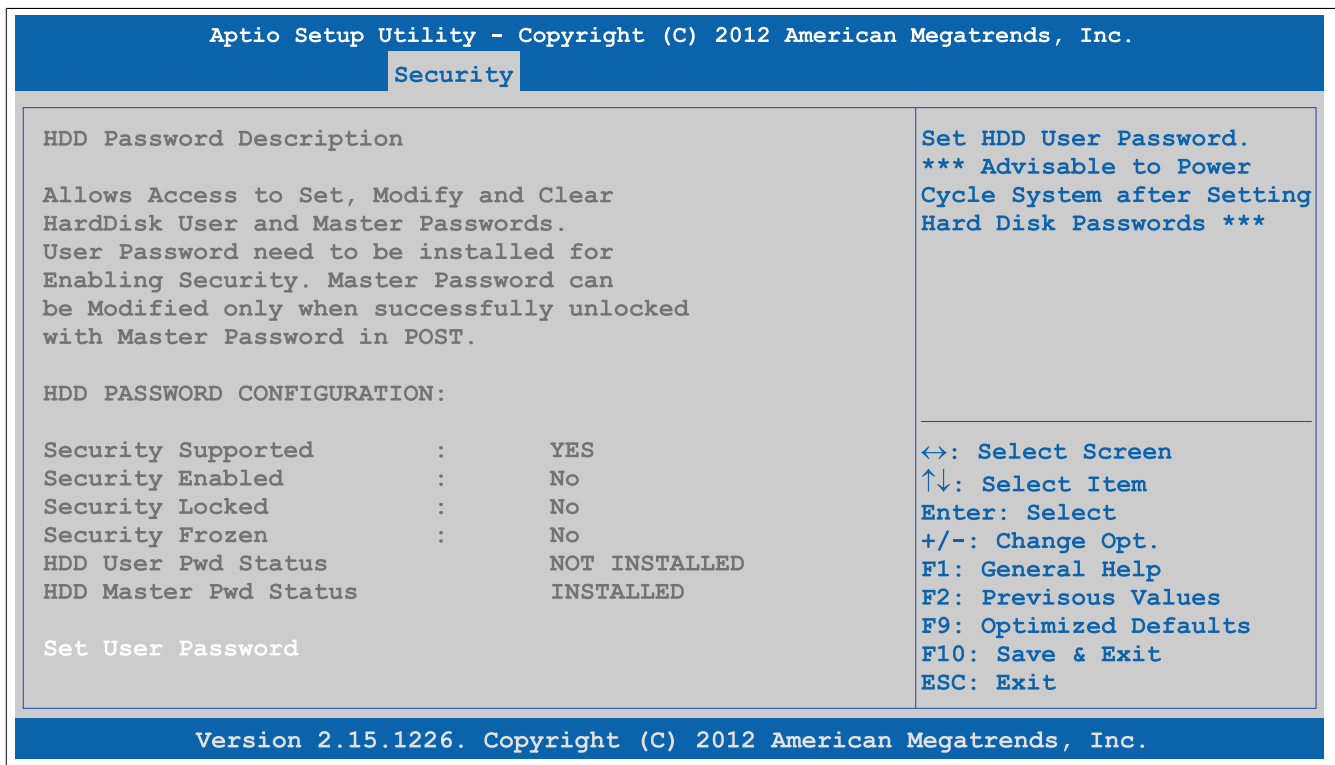 Aptio Setup Utility - Copyright (C) 2012 American Megatrends, Inc.
Security
HDD Password Description
Allows Access to Set, Modify and Clear
HardDisk User and Master Passwords.
User Password need to be installed for
Enabling Security. Master Password can
be Modified only when successfully unlocked
with Master Password in POST.
HDD PASSWORD CONFIGURATION:
Security Supported : YES
Security Enabled : No
Security Locked : No
Security Frozen : No
HDD User Pwd Status NOT INSTALLED
HDD Master Pwd Status INSTALLED
Set User Password
Set HDD User Password.
*** Advisable to Power
Cycle System after Setting
Hard Disk Passwords ***
↔: Select Screen
↑↓: Select Item
Enter: Select
+/-: Change Opt.
F1: General Help
F2: Previsous Values
F9: Optimized Defaults
F10: Save & Exit
ESC: Exit
Version 2.15.1226. Copyright (C) 2012 American Megatrends, Inc.